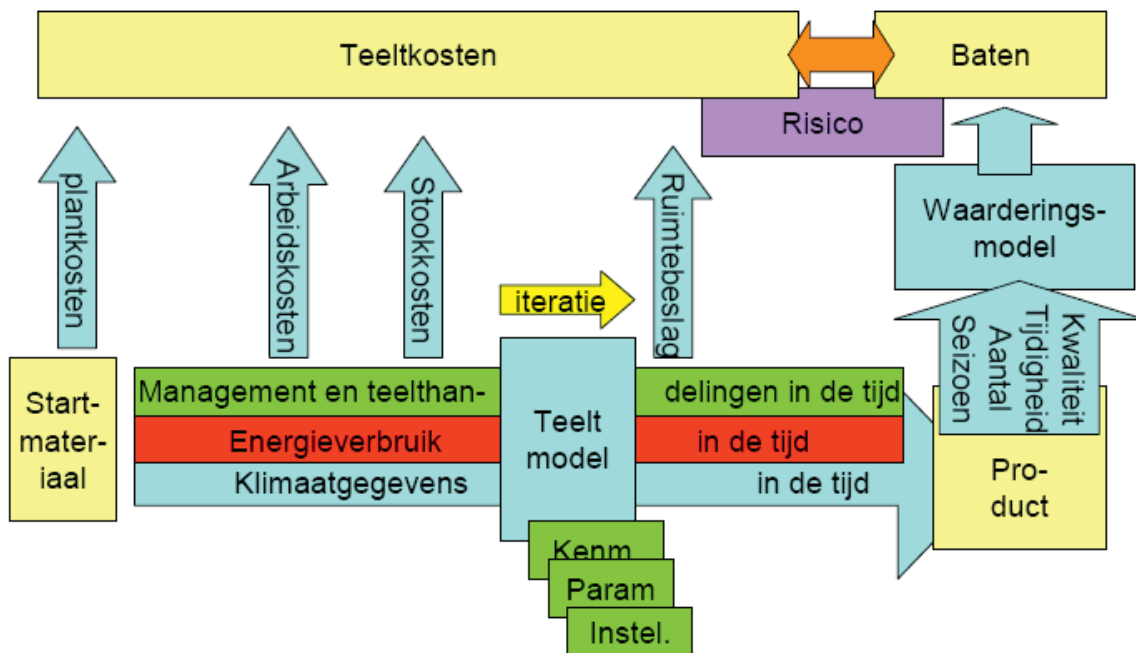 Teeltkosten
Baten
Risico
plantkosten
Arbeidskosten
Stookkosten
Ruimtebeslag
Waarderings-
model
iteratie
Kwaliteit
Tijdigheid
Aantal
Seizoen
Start-
mater-
iaal
Management en teelthan-
delingen in de tijd
Energieverbruik
in de tijd
Klimaatgegevens
in de tijd
Teelt
model
Pro-
duct
Kenm
Param
Instel.